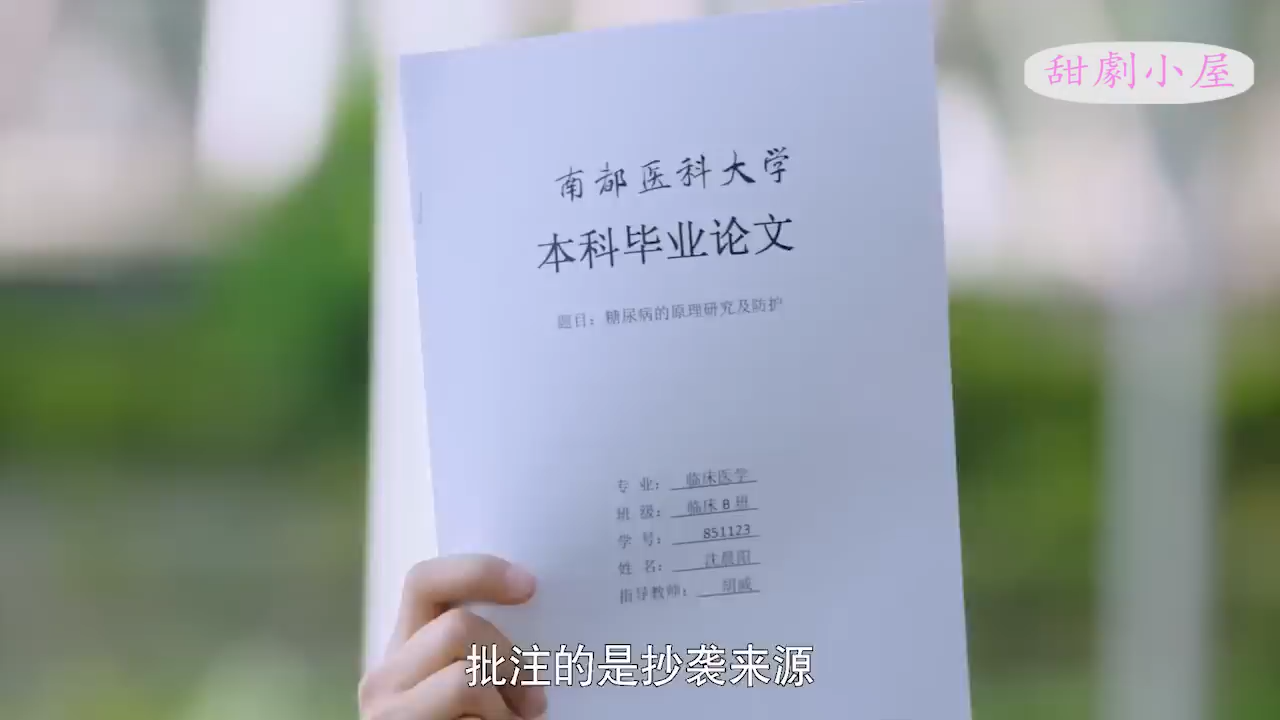 甜劇小屋
南都医科大学
本科毕业论文
题目：糖尿病的原理研究及防护
专 业： 临床医学
班 级： 临床 B 班
学 号： 851123
姓 名： 沈晨阳
指导教师： 胡威
批注的是抄袭来源